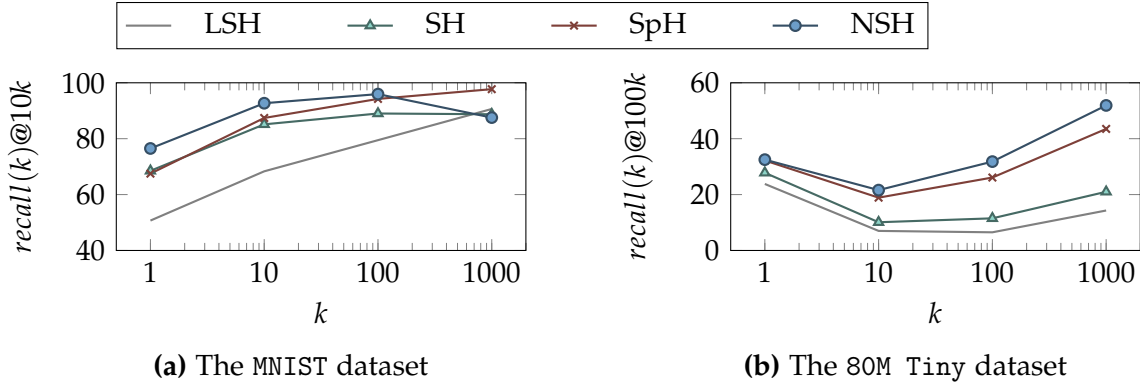 LSH SH SpH NSH
recall(k)@10k
100
80
60
40
1 10 100 1000
k
(a) The MNIST dataset
recall(k)@100k
60
40
20
0
1 10 100 1000
k
(b) The 80M Tiny dataset